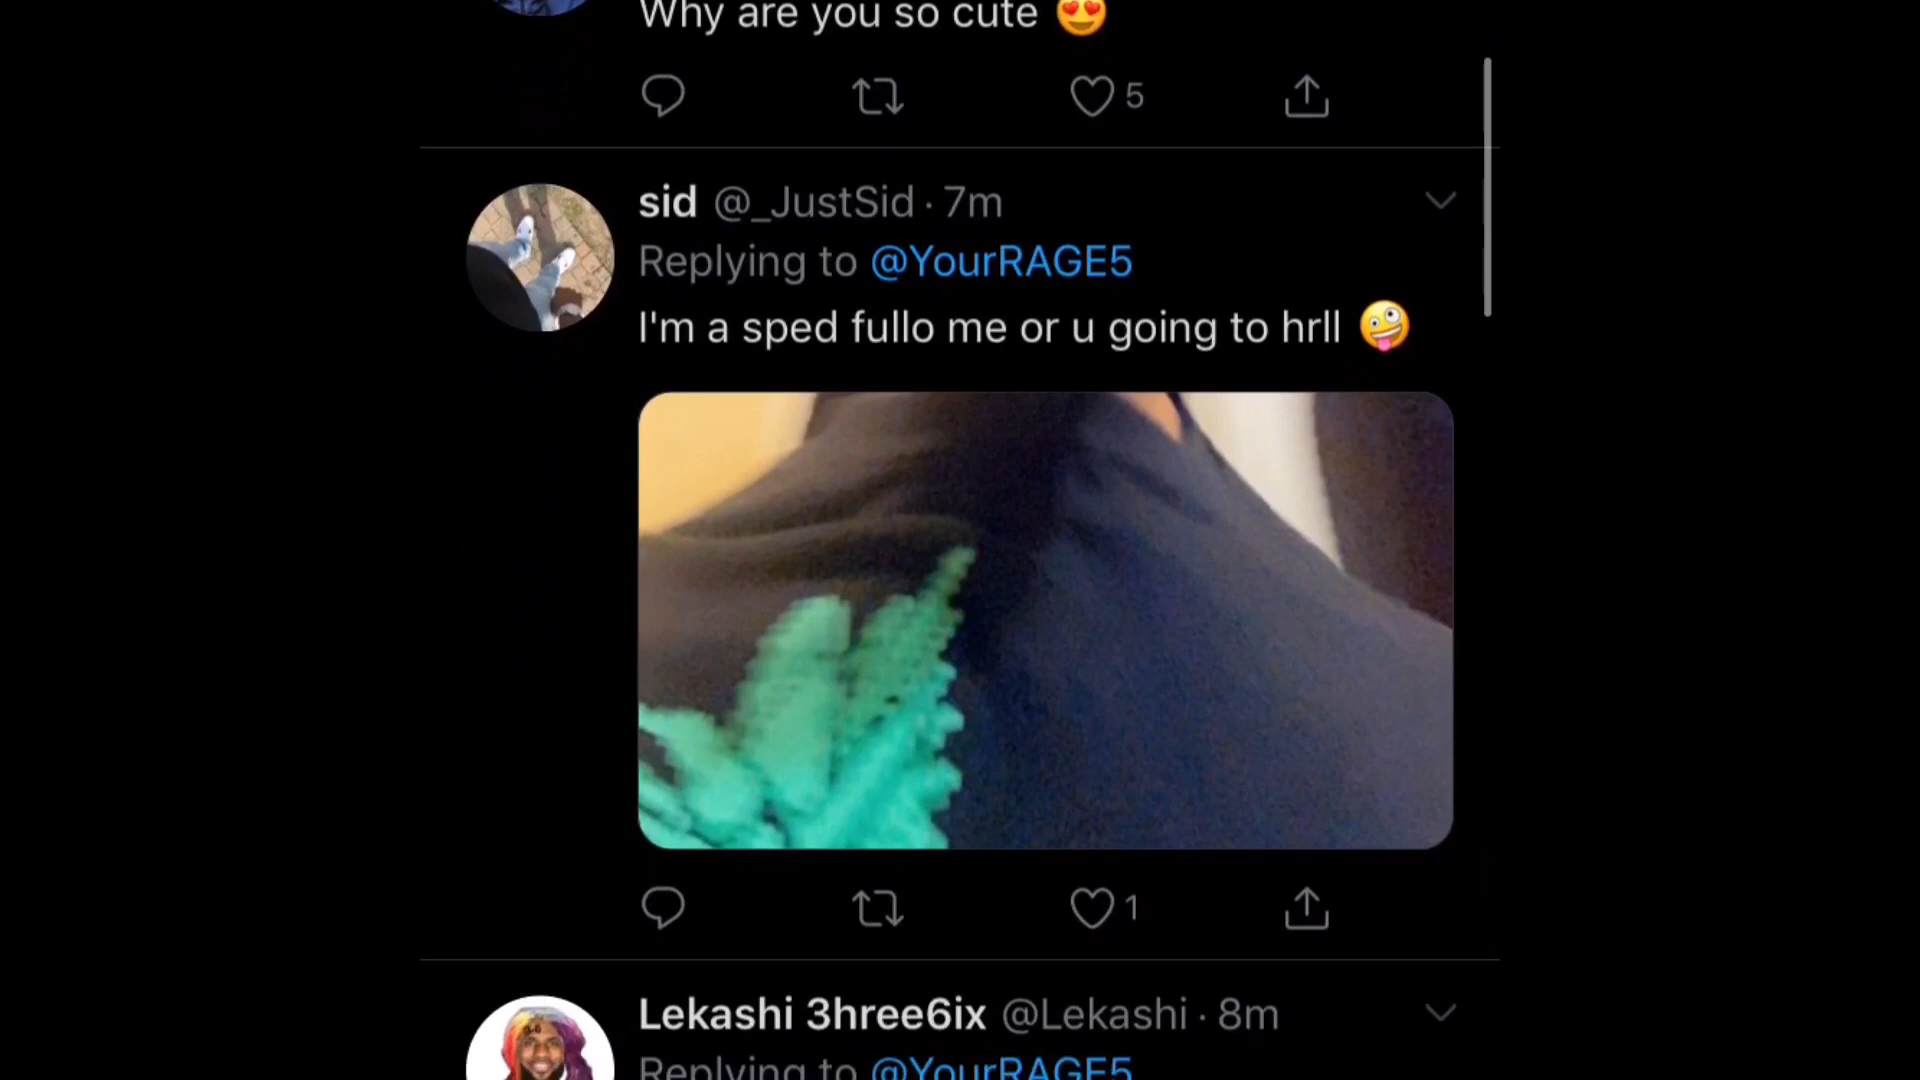 Why are you so cute 😍
5
sid @_JustSid · 7m
Replying to @YourRAGE5
I'm a sped fullo me or u going to hrll 🤪
1
Lekashi 3hree6ix @Lekashi · 8m
Replying to @YourRAGE5